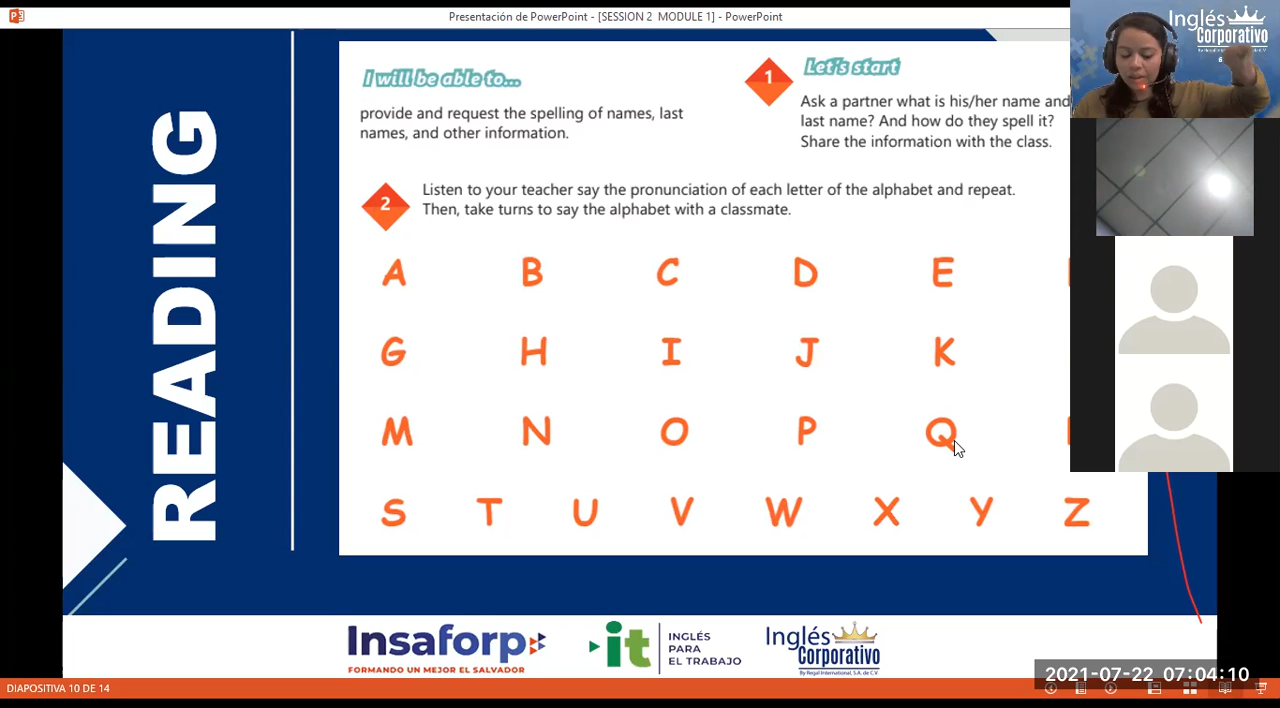 Presentación de PowerPoint - [SESSION 2 MODULE 1] - PowerPoint
Inglés
Corporativo
READING
I will be able to...
provide and request the spelling of names, last
names, and other information.
1
Let's start
Ask a partner what is his/her name and
last name? And how do they spell it?
Share the information with the class.
2
Listen to your teacher say the pronunciation of each letter of the alphabet and repeat.
Then, take turns to say the alphabet with a classmate.
A B C D E
G H I J K
M N O P Q
S T U V W X Y Z
Insaforp
FORMANDO UN MEJOR EL SALVADOR
it
INGLÉS
PARA
EL TRABAJO
Inglés
Corporativo
By Regal International, S.A. de C.V.
2021-07-22 07:04:10
DIAPOSITIVA 10 DE 14